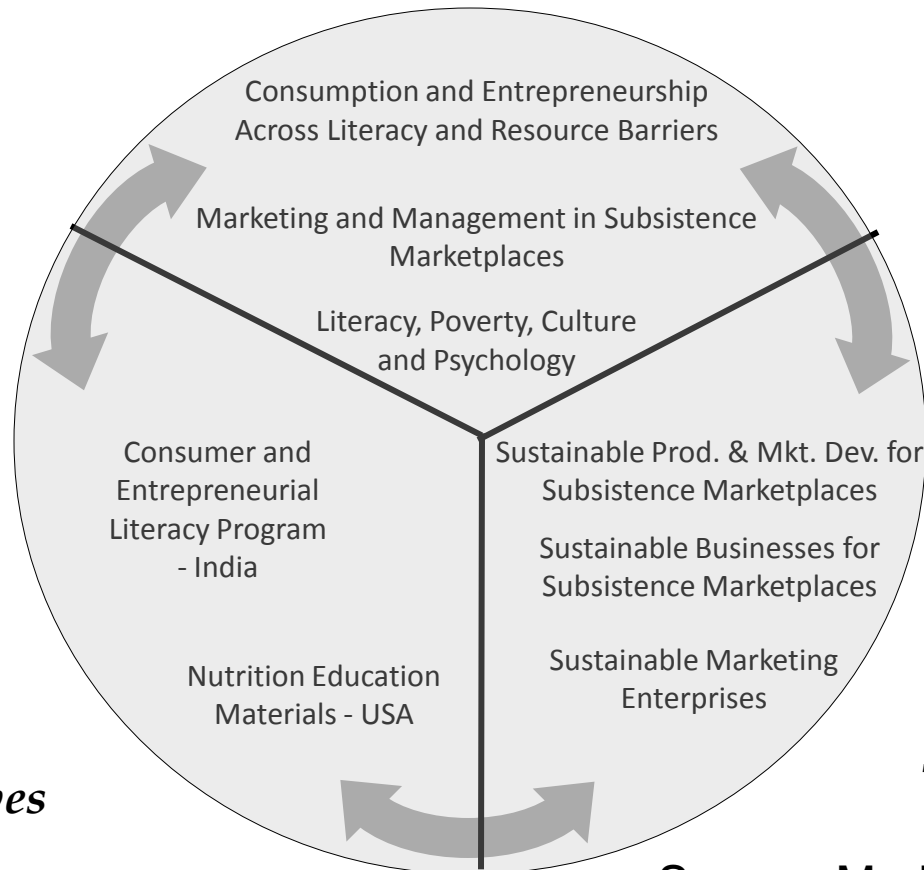 Consumption and Entrepreneurship
Across Literacy and Resource Barriers
Marketing and Management in Subsistence
Marketplaces
Literacy, Poverty, Culture
and Psychology
Consumer and
Entrepreneurial
Literacy Program
- India
Nutrition Education
Materials - USA
Sustainable Prod. & Mkt. Dev. for
Subsistence Marketplaces
Sustainable Businesses for
Subsistence Marketplaces
Sustainable Marketing
Enterprises